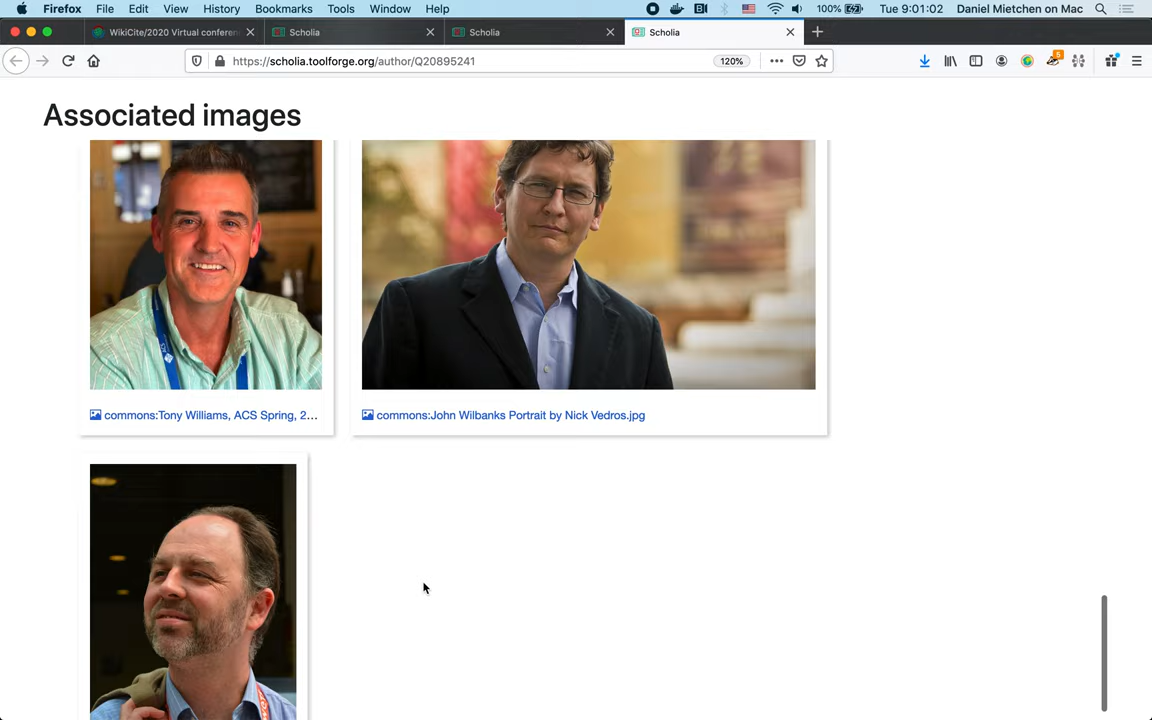 Firefox File Edit View History Bookmarks Tools Window Help 100% Tue 9:01:02 Daniel Mietchen on Mac
WikiCite/2020 Virtual conferen Scholia Scholia Scholia
https://scholia.toolforge.org/author/Q20895241 120% 5
Associated images
commons:Tony Williams, ACS Spring, 2... commons:John Wilbanks Portrait by Nick Vedros.jpg